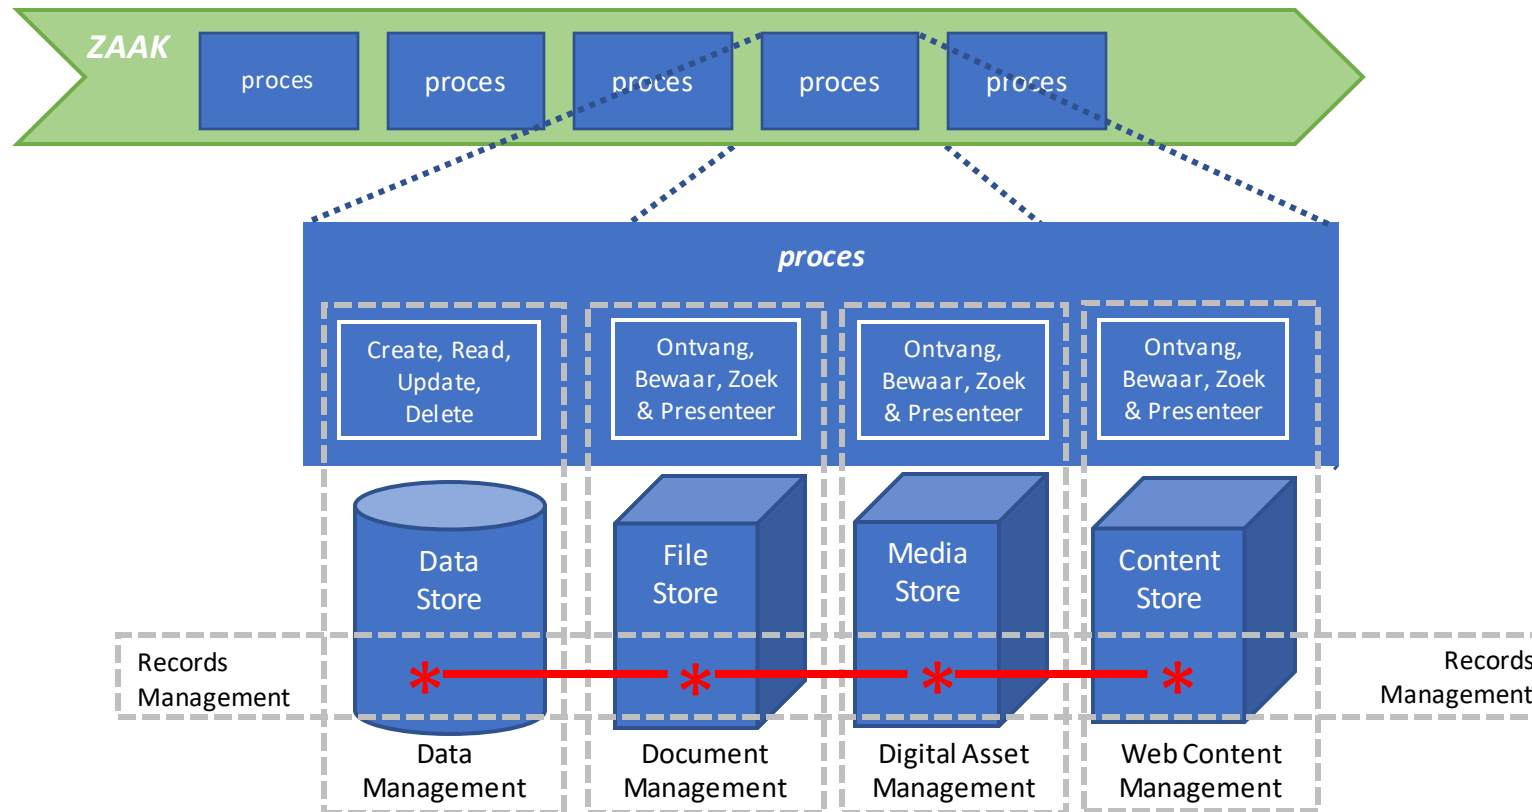 ZAAK
proces
proces
proces
proces
proces
proces
Create, Read,
Update,
Delete
Ontvang,
Bewaar, Zoek
& Presenteer
Ontvang,
Bewaar, Zoek
& Presenteer
Ontvang,
Bewaar, Zoek
& Presenteer
Data
Store
File
Store
Media
Store
Content
Store
Records
Management
* * * *
Records
Management
Data
Management
Document
Management
Digital Asset
Management
Web Content
Management